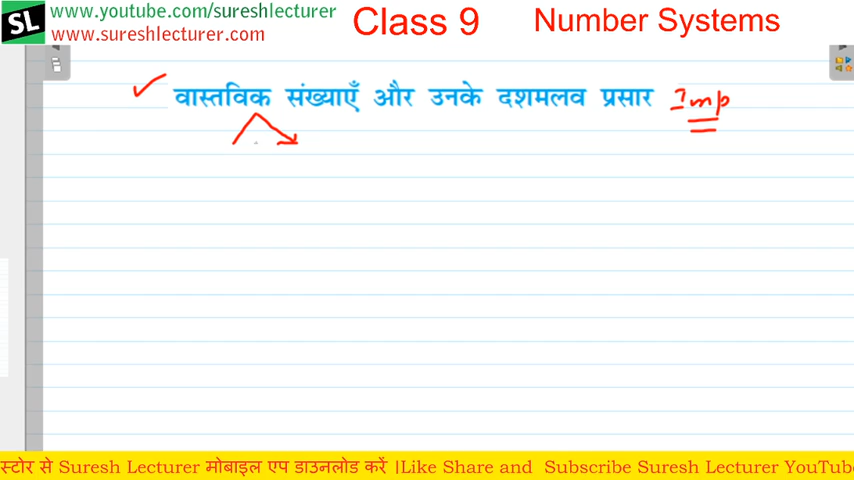 SL www.youtube.com/sureshlecturer Class 9 Number Systems
www.sureshlecturer.com
वास्तविक संख्याएँ और उनके दशमलव प्रसार Imp
स्टोर से Suresh Lecturer मोबाइल एप डाउनलोड करें ।Like Share and Subscribe Suresh Lecturer YouTube